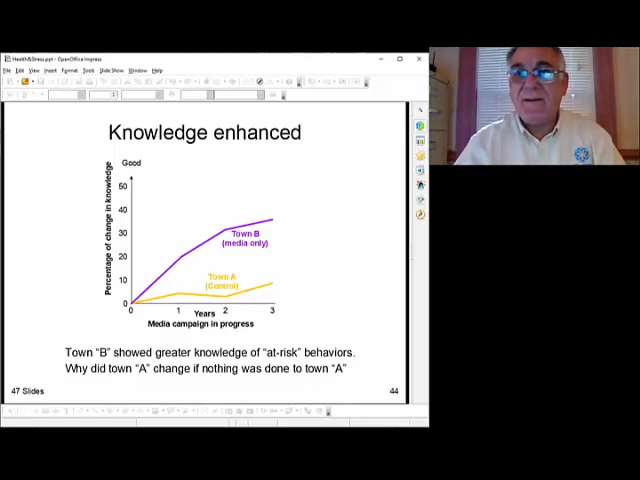 Health&Stress.ppt - OpenOffice Impress
File Edit View Insert Format Tools Slide Show Window Help
Knowledge enhanced
Good
Percentage of change in knowledge
50
40
30
20
10
0
Town B
(media only)
Town A
(Control)
0 1 2 3
Years
Media campaign in progress
Town "B" showed greater knowledge of "at-risk" behaviors.
Why did town "A" change if nothing was done to town "A"
47 Slides
44